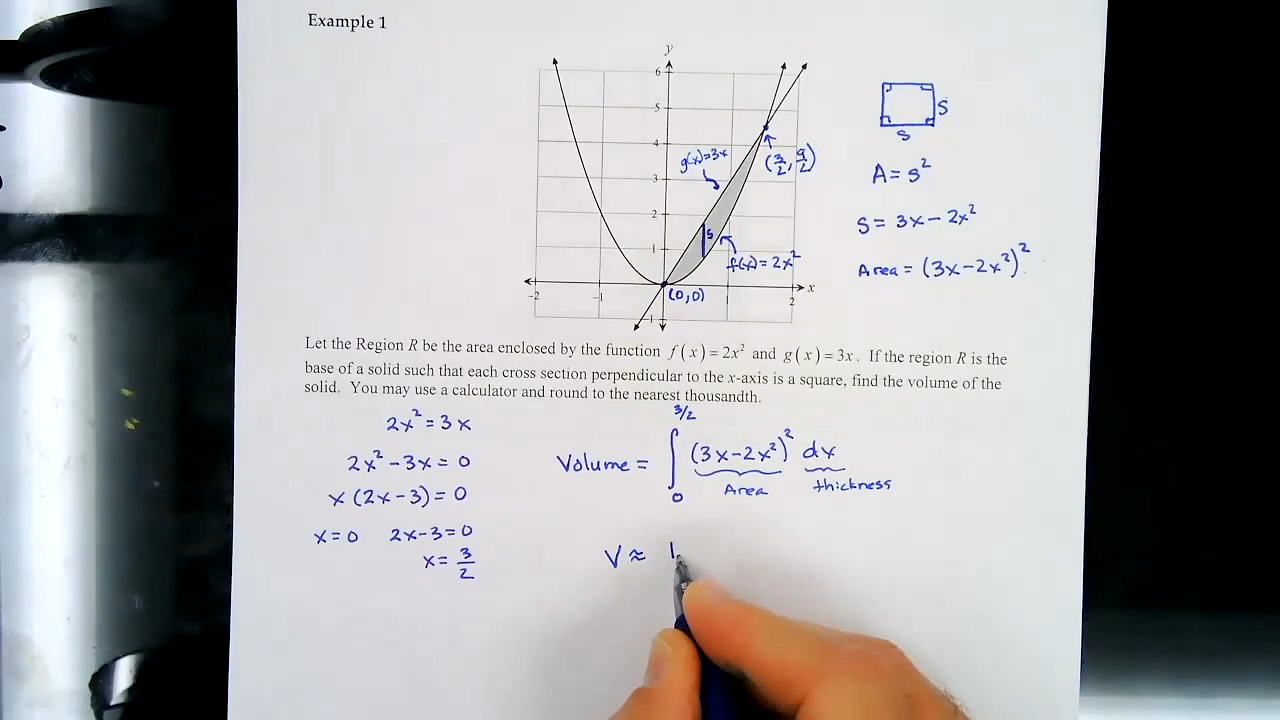 Example 1
y
6
5
4
3
2
1
-1
-2
-1
1
2
x
g(x)=3x
(3/2, 9/2)
s
f(x)=2x²
(0,0)
s
s
A = s²
s = 3x - 2x²
Area = (3x-2x²)²
Let the Region R be the area enclosed by the function f(x) = 2x² and g(x) = 3x. If the region R is the
base of a solid such that each cross section perpendicular to the x-axis is a square, find the volume of the
solid. You may use a calculator and round to the nearest thousandth.
2x² = 3x
2x² - 3x = 0
x(2x-3) = 0
x=0 2x-3=0
x = 3/2
Volume = ∫₀^{3/2} (3x-2x²)² dx
Area thickness
V ≈ 1.